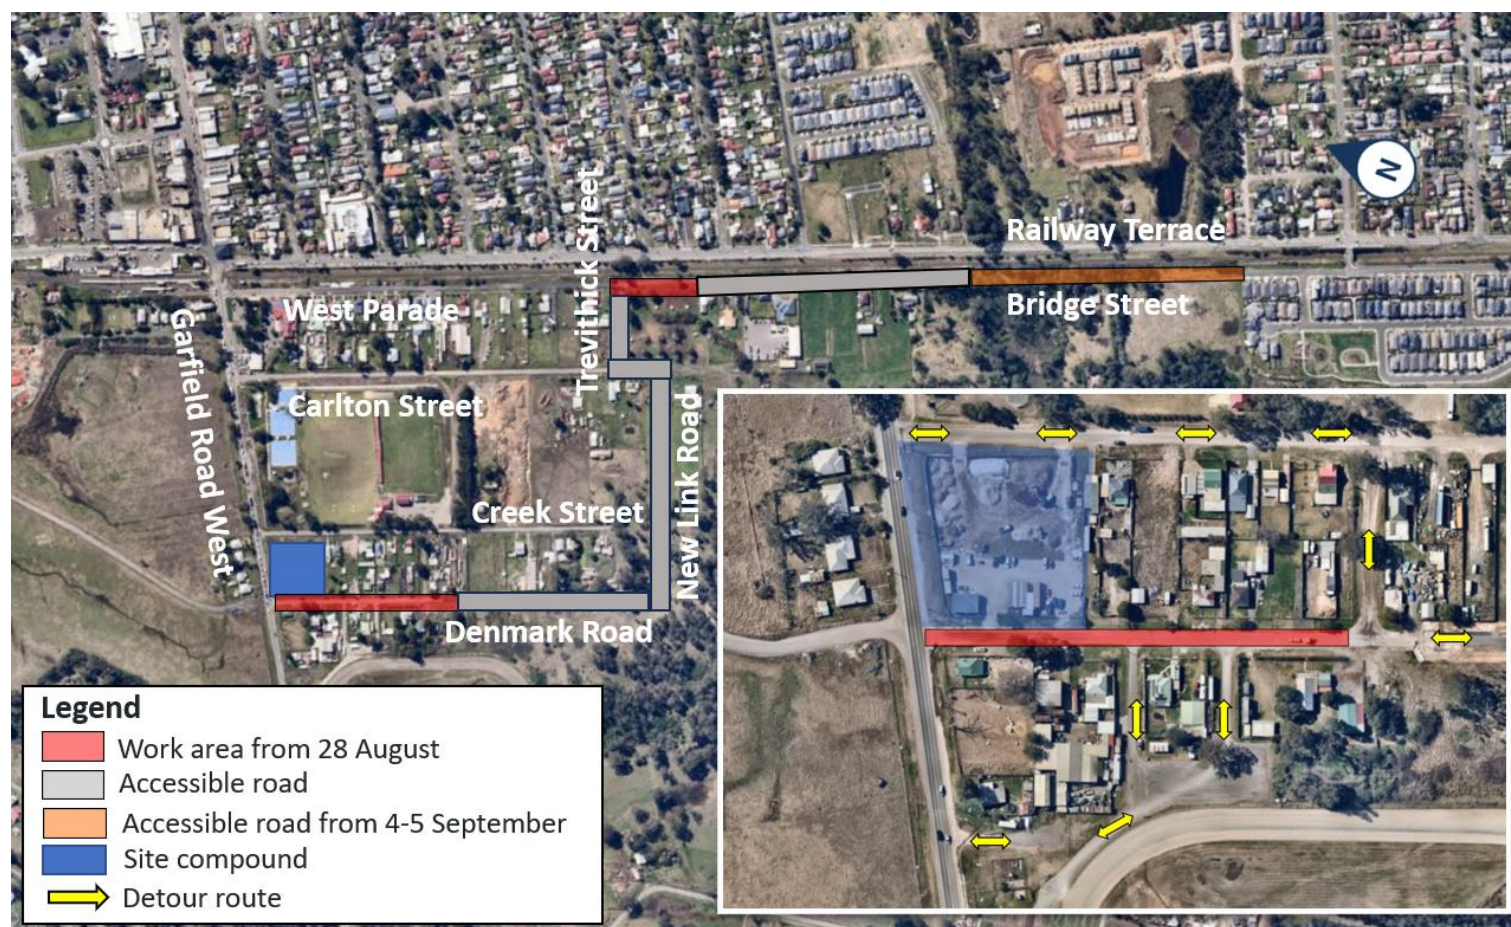 Trevithick Street
N
Railway Terrace
West Parade
Bridge Street
Garfield Road West
Carlton Street
New Link Road
Creek Street
Denmark Road
Legend
Work area from 28 August
Accessible road
Accessible road from 4-5 September
Site compound
Detour route